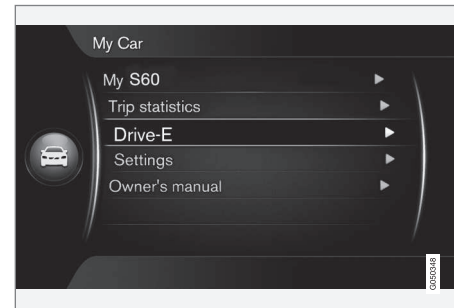 My Car
My S60
Trip statistics
Drive-E
Settings
Owner's manual
G050348